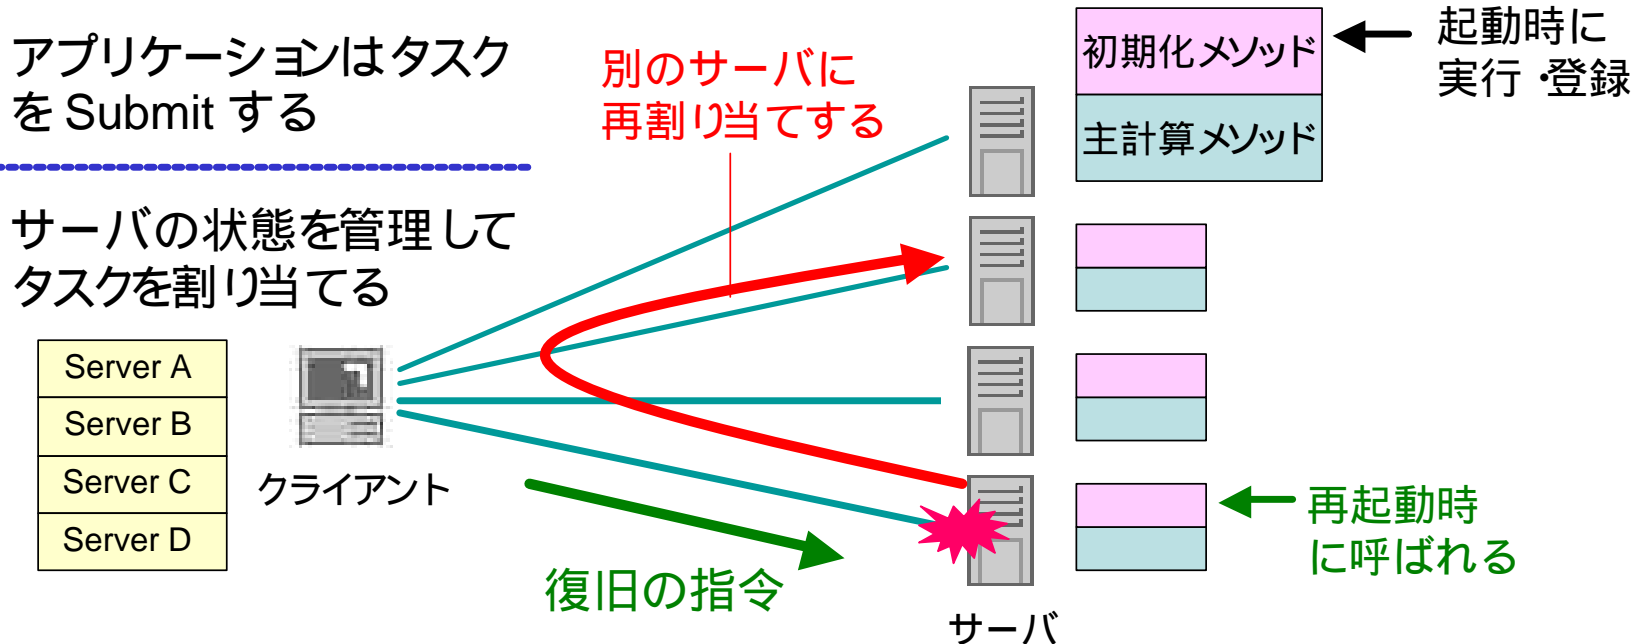 アプリケーションはタスク
を Submit する
サーバの状態を管理して
タスクを割り当てる
Server A
Server B
Server C
Server D
クライアント
別のサーバに
再割り当てする
復旧の指令
サーバ
初期化メソッド
主計算メソッド
起動時に
実行・登録
再起動時
に呼ばれる